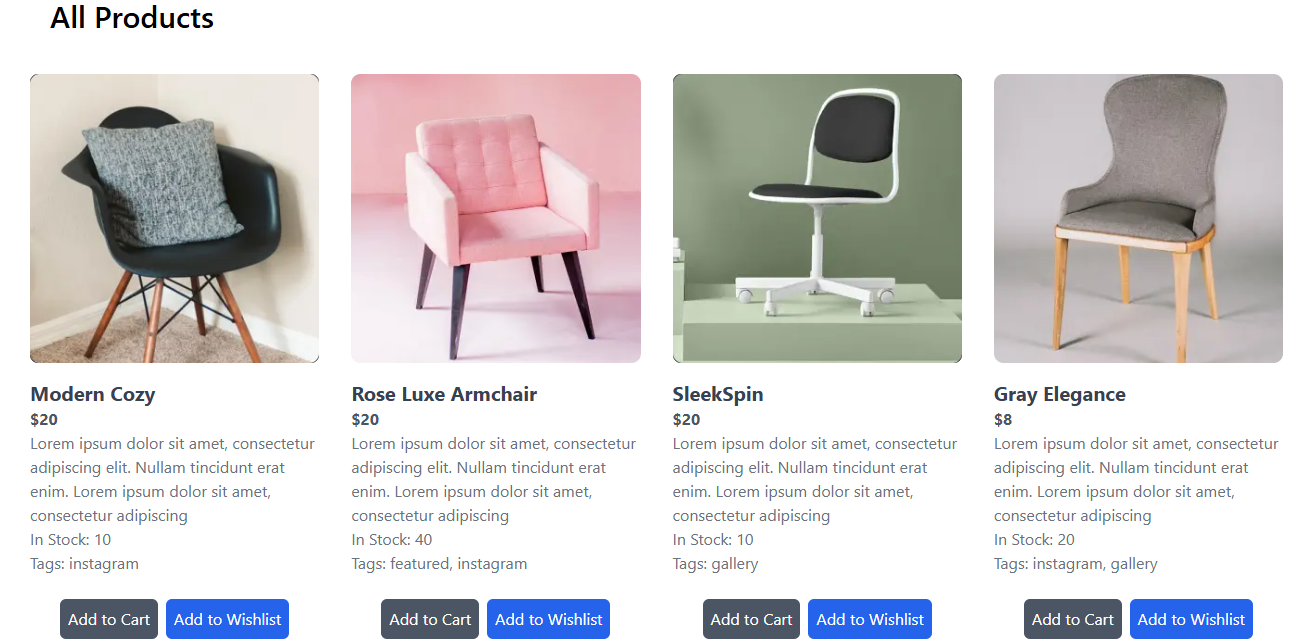 All Products
Modern Cozy
$20
Lorem ipsum dolor sit amet, consectetur
adipiscing elit. Nullam tincidunt erat
enim. Lorem ipsum dolor sit amet,
consectetur adipiscing
In Stock: 10
Tags: instagram
Add to Cart
Add to Wishlist
Rose Luxe Armchair
$20
Lorem ipsum dolor sit amet, consectetur
adipiscing elit. Nullam tincidunt erat
enim. Lorem ipsum dolor sit amet,
consectetur adipiscing
In Stock: 40
Tags: featured, instagram
Add to Cart
Add to Wishlist
SleekSpin
$20
Lorem ipsum dolor sit amet, consectetur
adipiscing elit. Nullam tincidunt erat
enim. Lorem ipsum dolor sit amet,
consectetur adipiscing
In Stock: 10
Tags: gallery
Add to Cart
Add to Wishlist
Gray Elegance
$8
Lorem ipsum dolor sit amet, consectetur
adipiscing elit. Nullam tincidunt erat
enim. Lorem ipsum dolor sit amet,
consectetur adipiscing
In Stock: 20
Tags: instagram, gallery
Add to Cart
Add to Wishlist